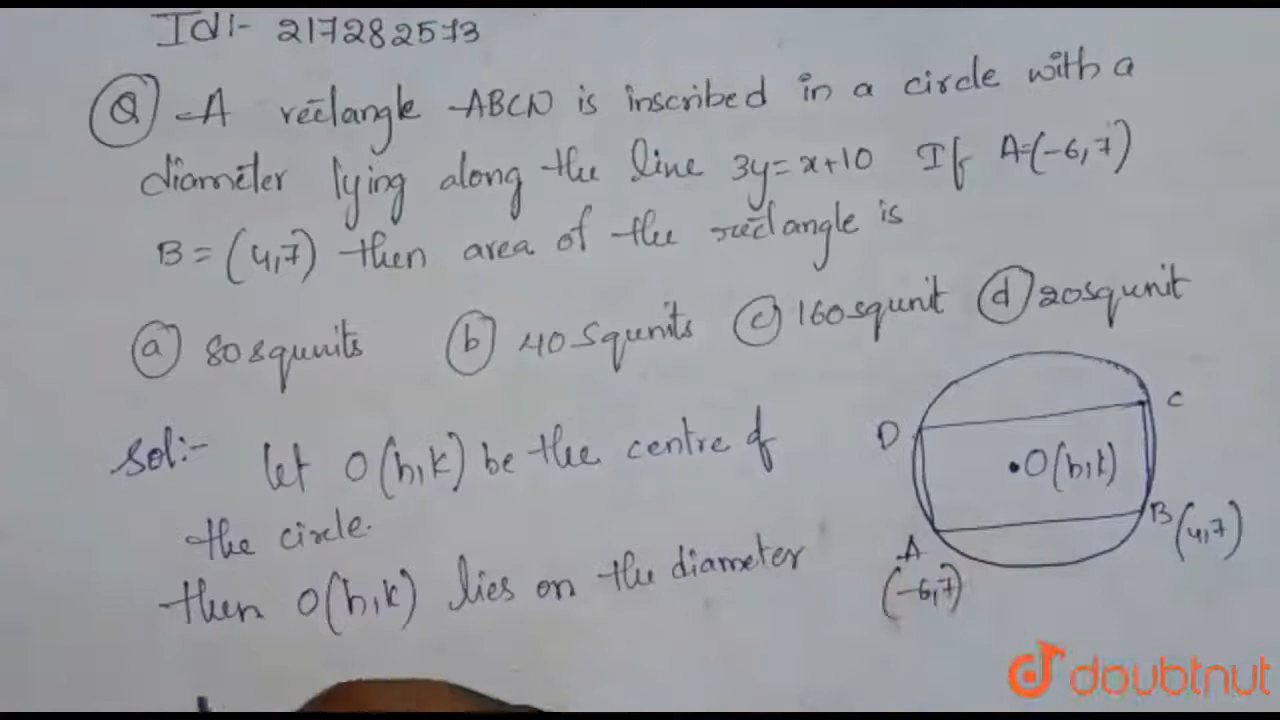 Id:- 217282573
Q -A rectangle ABCD is inscribed in a circle with a
diameter lying along the line 3y=x+10 If A=(-6,7)
B=(4,7) then area of the rectangle is
a 80squnits b 40 Squnits c 160squnit d 20squnit
Sol:- let O(h,k) be the centre of
the circle.
then O(h,k) lies on the diameter
D
C
O(h,k)
B(4,7)
A
(-6,7)
doubtnut